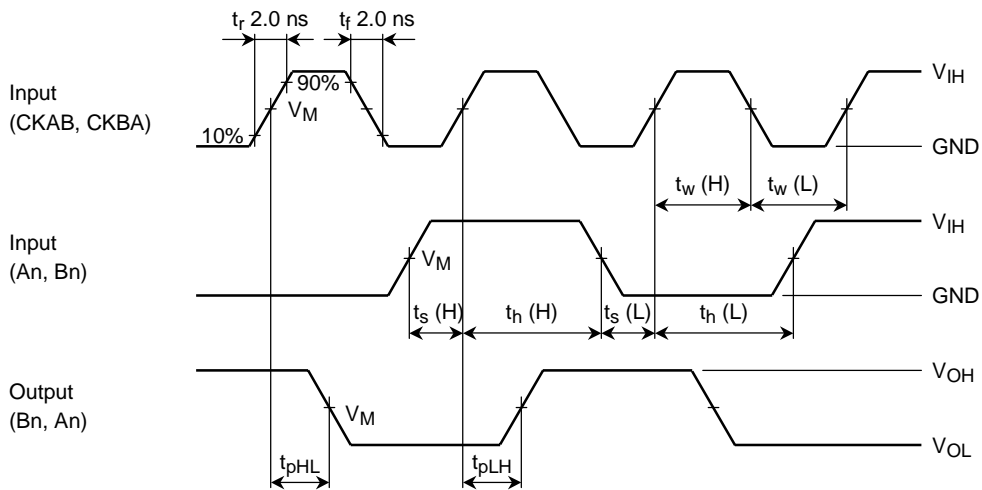 tr 2.0 ns
tf 2.0 ns
Input
(CKAB, CKBA)
90%
VM
10%
VIH
GND
tw (H)
tw (L)
Input
(An, Bn)
VM
VIH
GND
ts (H)
th (H)
ts (L)
th (L)
Output
(Bn, An)
VM
VOH
VOL
tpHL
tpLH